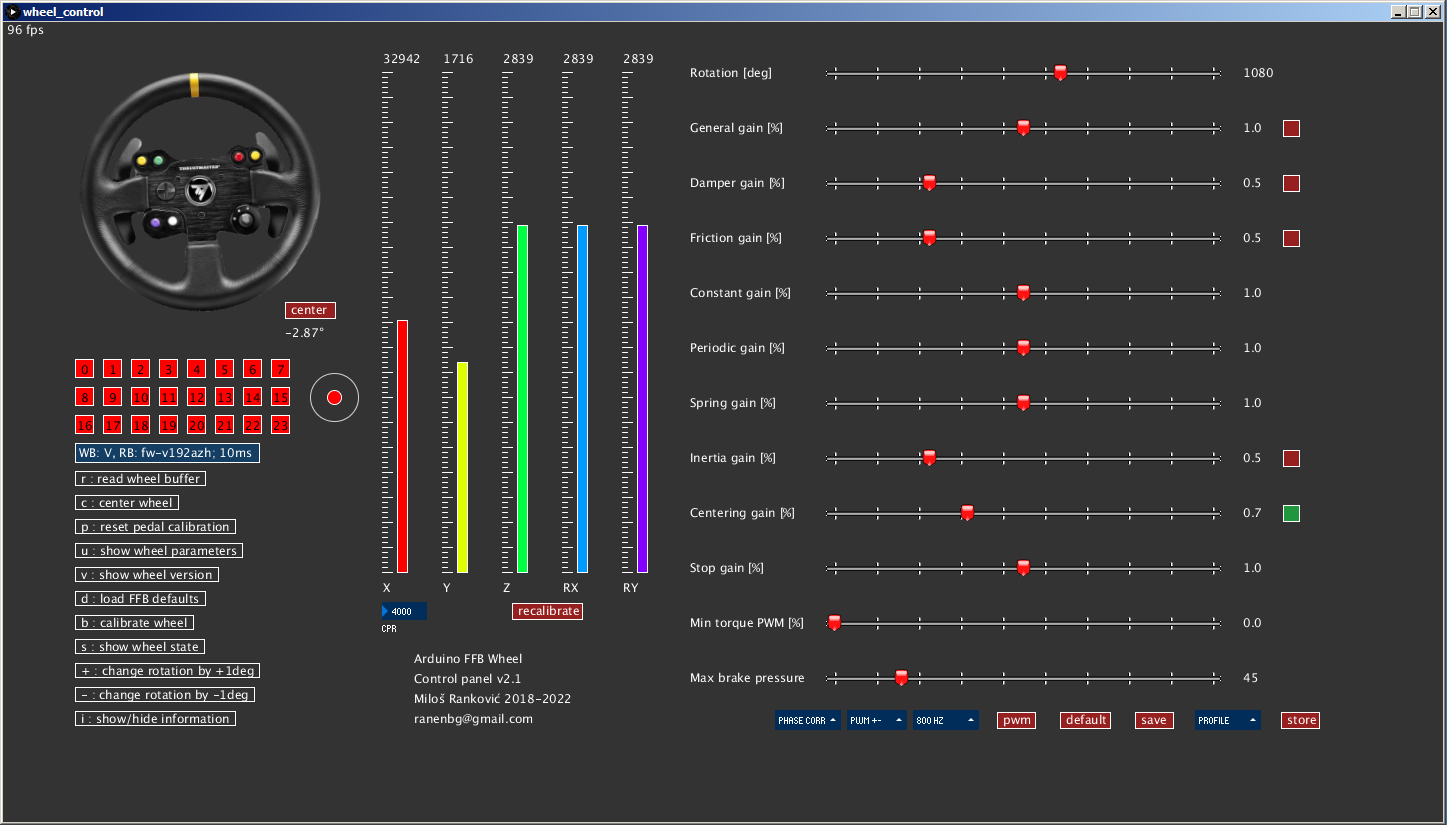 wheel_control
96 fps
32942 1716 2839 2839 2839
THRUSTMASTER
center
-2.87°
0 1 2 3 4 5 6 7
8 9 10 11 12 13 14 15
16 17 18 19 20 21 22 23
WB: V, RB: fw-v192azh; 10ms
r : read wheel buffer
c : center wheel
p : reset pedal calibration
u : show wheel parameters
v : show wheel version
d : load FFB defaults
b : calibrate wheel
s : show wheel state
+ : change rotation by +1deg
- : change rotation by -1deg
i : show/hide information
X Y Z RX RY
4000
CPR
recalibrate
Arduino FFB Wheel
Control panel v2.1
Miloš Ranković 2018-2022
ranenbg@gmail.com
Rotation [deg] 1080
General gain [%] 1.0
Damper gain [%] 0.5
Friction gain [%] 0.5
Constant gain [%] 1.0
Periodic gain [%] 1.0
Spring gain [%] 1.0
Inertia gain [%] 0.5
Centering gain [%] 0.7
Stop gain [%] 1.0
Min torque PWM [%] 0.0
Max brake pressure 45
PHASE CORR PWM +- 800 HZ pwm default save PROFILE store